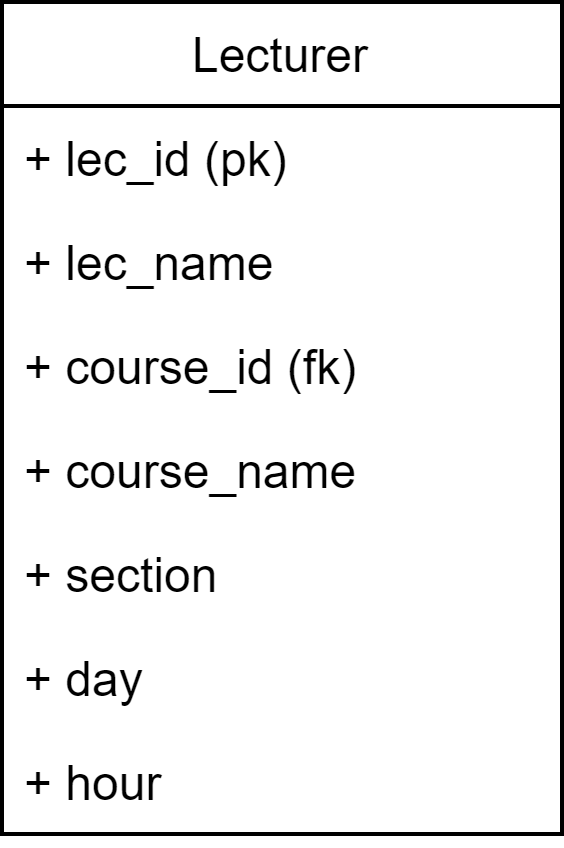 Lecturer
+ lec_id (pk)
+ lec_name
+ course_id (fk)
+ course_name
+ section
+ day
+ hour